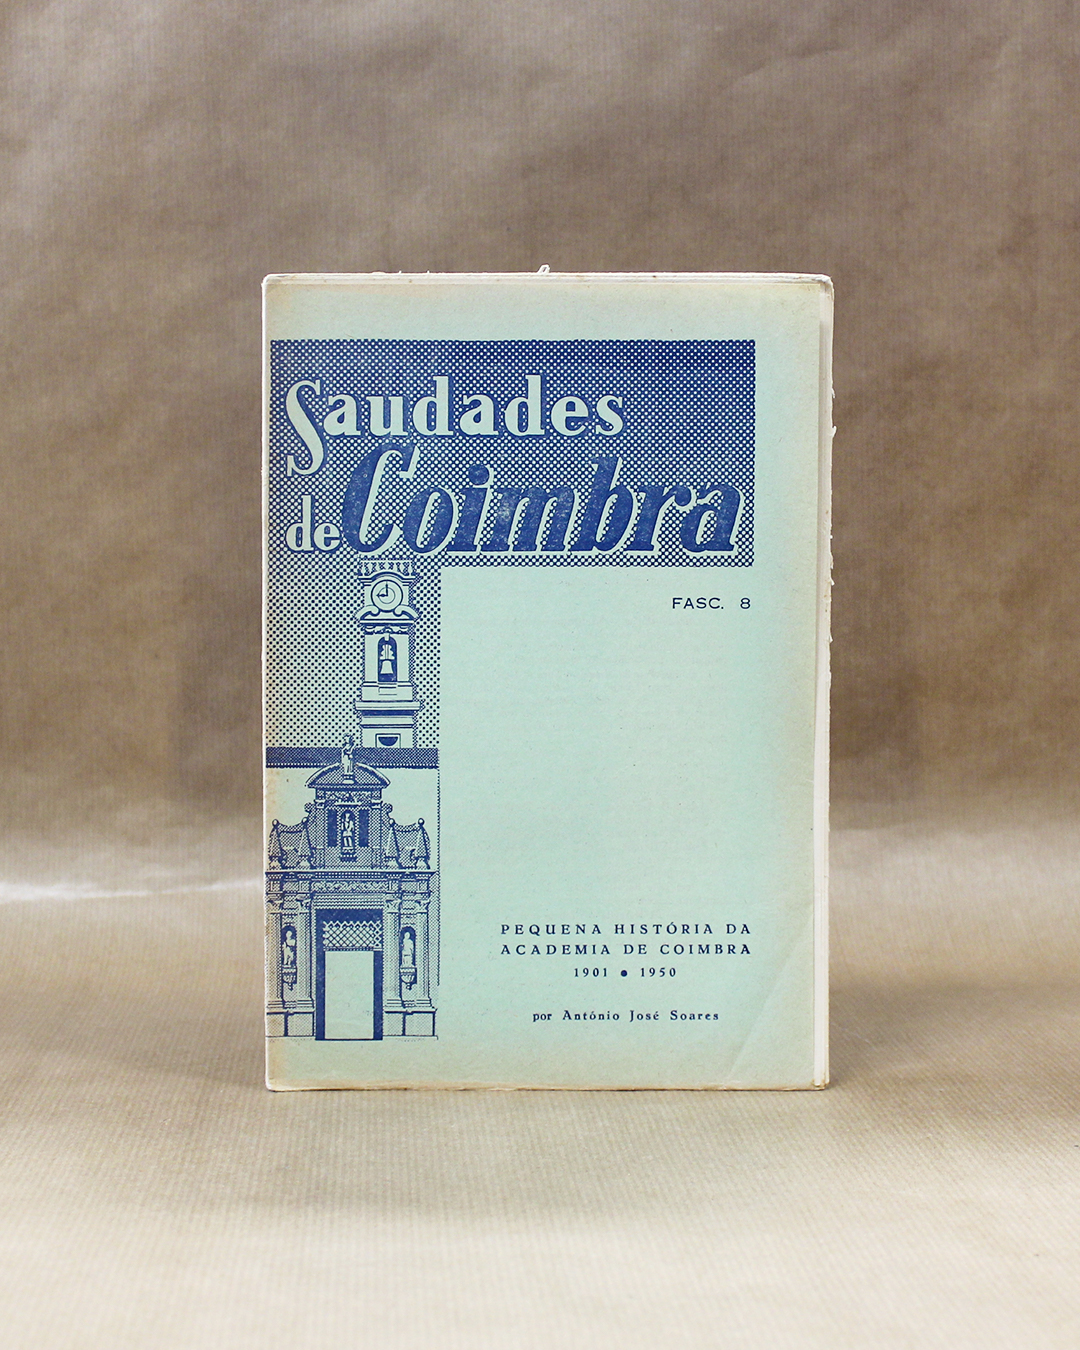 Saudades
de Coimbra
FASC. 8
PEQUENA HISTÓRIA DA
ACADEMIA DE COIMBRA
1901 • 1950
por António José Soares